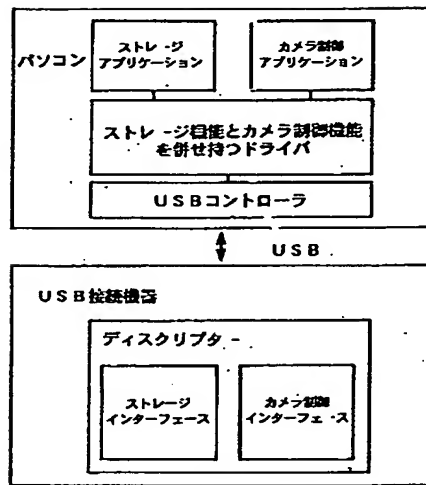 パソコン
ストレージ
アプリケーション
カメラ制御
アプリケーション
ストレージ機能とカメラ制御機能
を併せ持つドライバ
USBコントローラ
USB
USB接続機器
ディスクリプター
ストレージ
インターフェース
カメラ制御
インターフェース